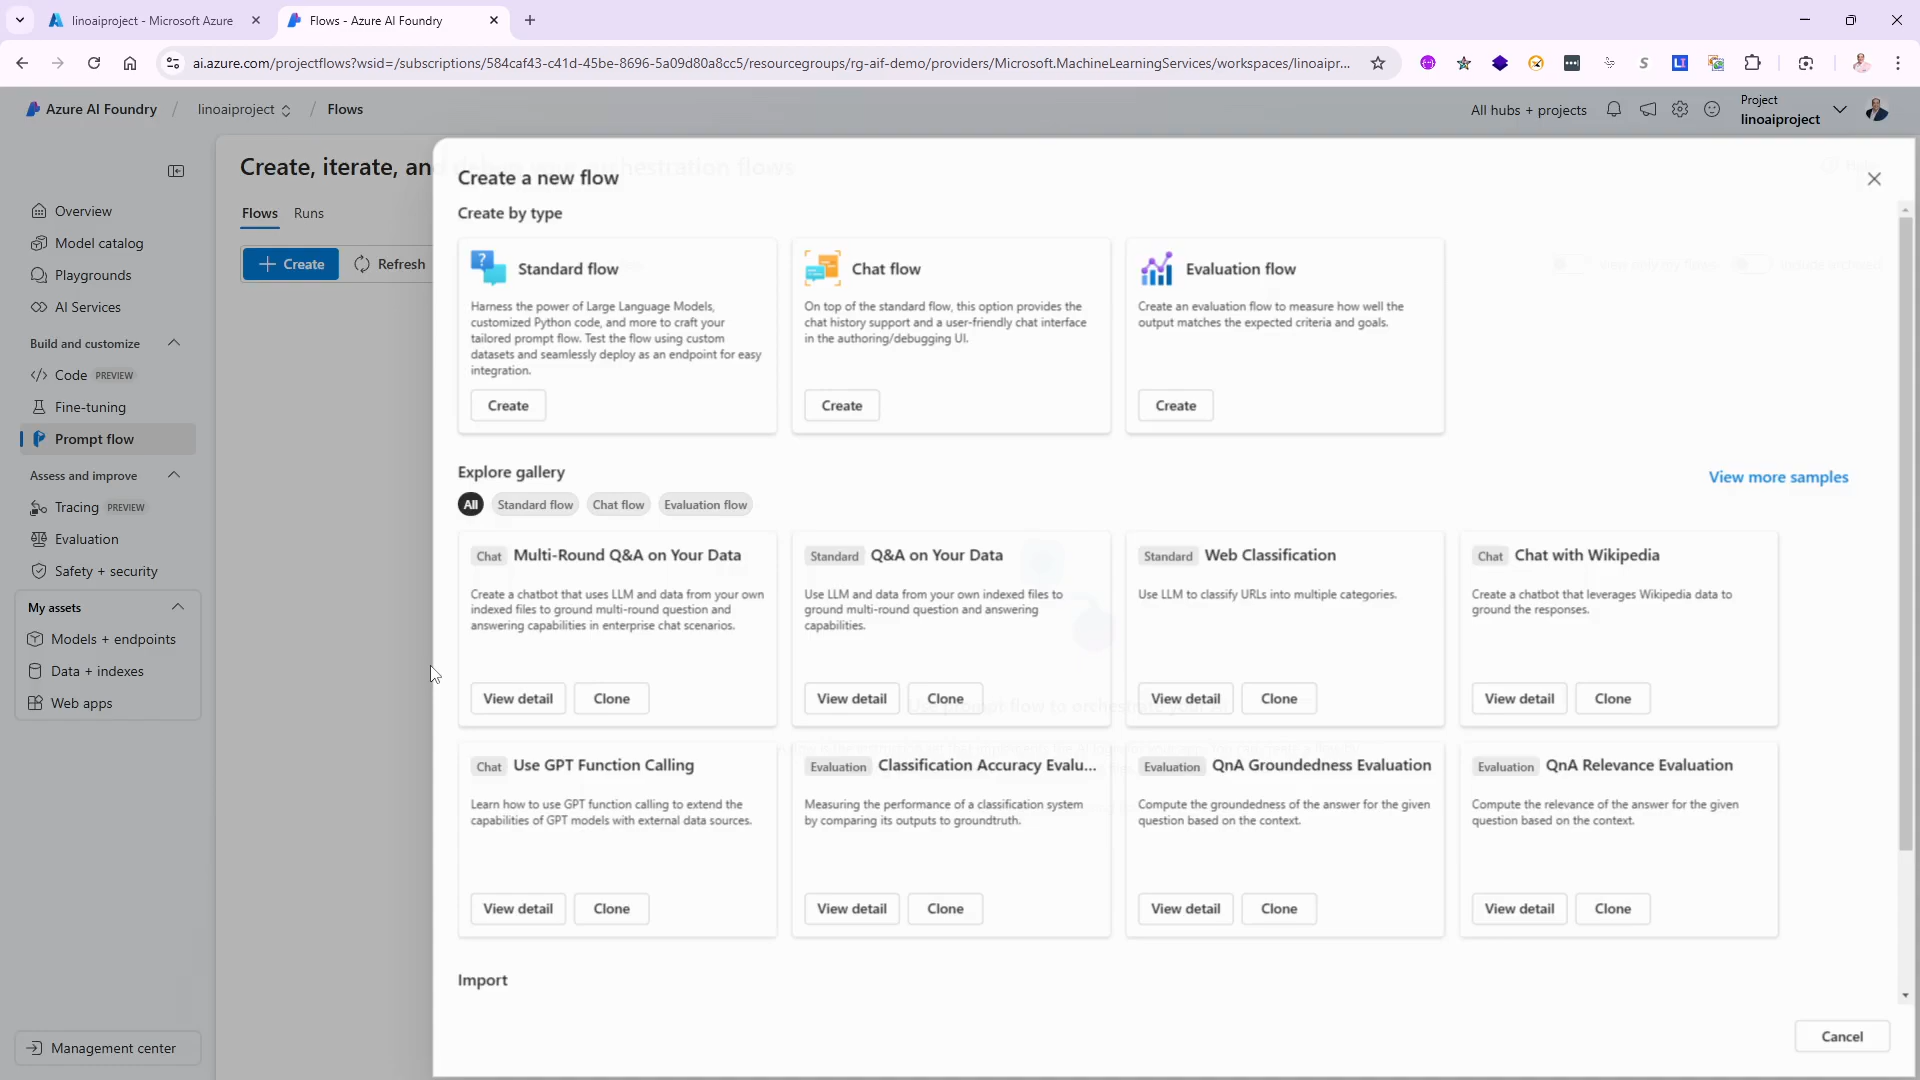 linoaiproject - Microsoft Azure
Flows - Azure AI Foundry
ai.azure.com/projectflows?wsid=/subscriptions/584caf43-c41d-45be-8696-5a09d80a8cc5/resourcegroups/rg-aif-demo/providers/Microsoft.MachineLearningServices/workspaces/linoaipr...
Azure AI Foundry / linoaiproject / Flows
All hubs + projects
Project
linoaiproject
Overview
Model catalog
Playgrounds
AI Services
Build and customize
Code PREVIEW
Fine-tuning
Prompt flow
Assess and improve
Tracing PREVIEW
Evaluation
Safety + security
My assets
Models + endpoints
Data + indexes
Web apps
Management center
Create, iterate, and debug your orchestration flows
Flows
Runs
Create
Refresh
Create a new flow
Create by type
Standard flow
Harness the power of Large Language Models,
customized Python code, and more to craft your
tailored prompt flow. Test the flow using custom
datasets and seamlessly deploy as an endpoint for easy
integration.
Create
Chat flow
On top of the standard flow, this option provides the
chat history support and a user-friendly chat interface
in the authoring/debugging UI.
Create
Evaluation flow
Create an evaluation flow to measure how well the
output matches the expected criteria and goals.
Create
Explore gallery
View more samples
All
Standard flow
Chat flow
Evaluation flow
Chat Multi-Round Q&A on Your Data
Create a chatbot that uses LLM and data from your own
indexed files to ground multi-round question and
answering capabilities in enterprise chat scenarios.
View detail
Clone
Standard Q&A on Your Data
Use LLM and data from your own indexed files to
ground multi-round question and answering
capabilities.
View detail
Clone
Standard Web Classification
Use LLM to classify URLs into multiple categories.
View detail
Clone
Chat Chat with Wikipedia
Create a chatbot that leverages Wikipedia data to
ground the responses.
View detail
Clone
Chat Use GPT Function Calling
Learn how to use GPT function calling to extend the
capabilities of GPT models with external data sources.
View detail
Clone
Evaluation Classification Accuracy Evalu...
Measuring the performance of a classification system
by comparing its outputs to groundtruth.
View detail
Clone
Evaluation QnA Groundedness Evaluation
Compute the groundedness of the answer for the given
question based on the context.
View detail
Clone
Evaluation QnA Relevance Evaluation
Compute the relevance of the answer for the given
question based on the context.
View detail
Clone
Import
Cancel